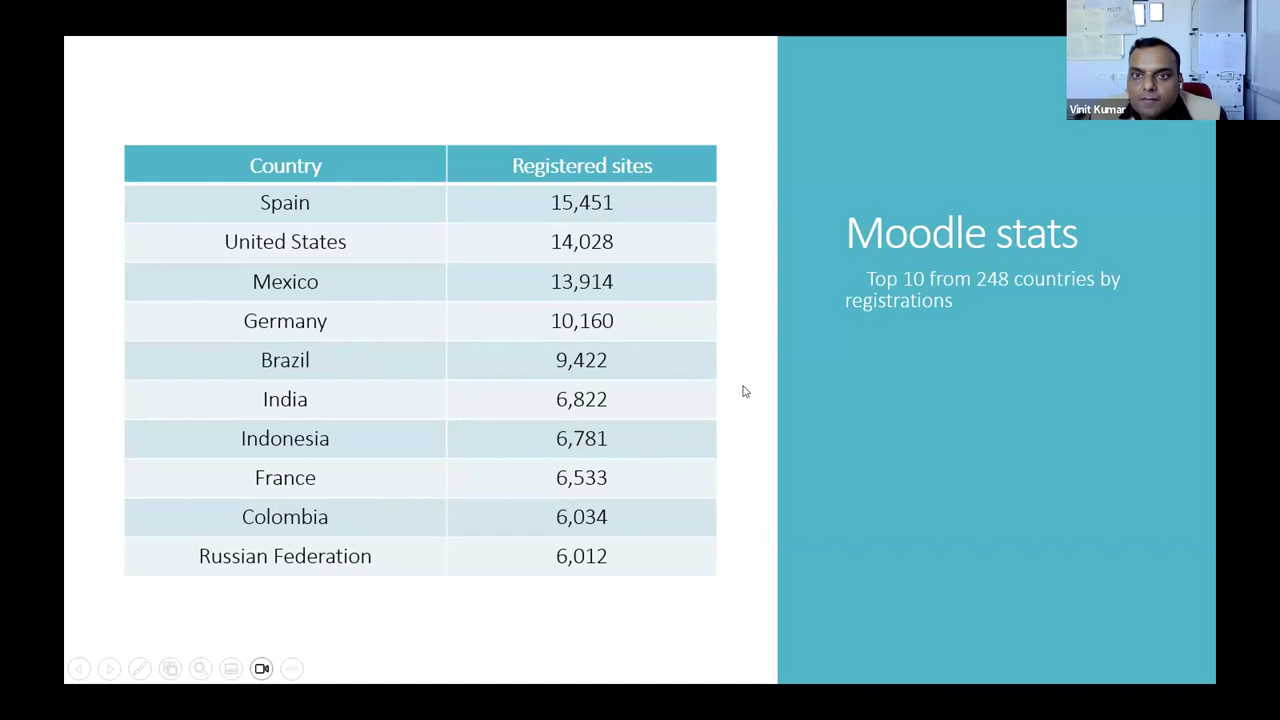 Vinit Kumar
Country Registered sites
Spain 15,451
United States 14,028
Mexico 13,914
Germany 10,160
Brazil 9,422
India 6,822
Indonesia 6,781
France 6,533
Colombia 6,034
Russian Federation 6,012
Moodle stats
Top 10 from 248 countries by
registrations